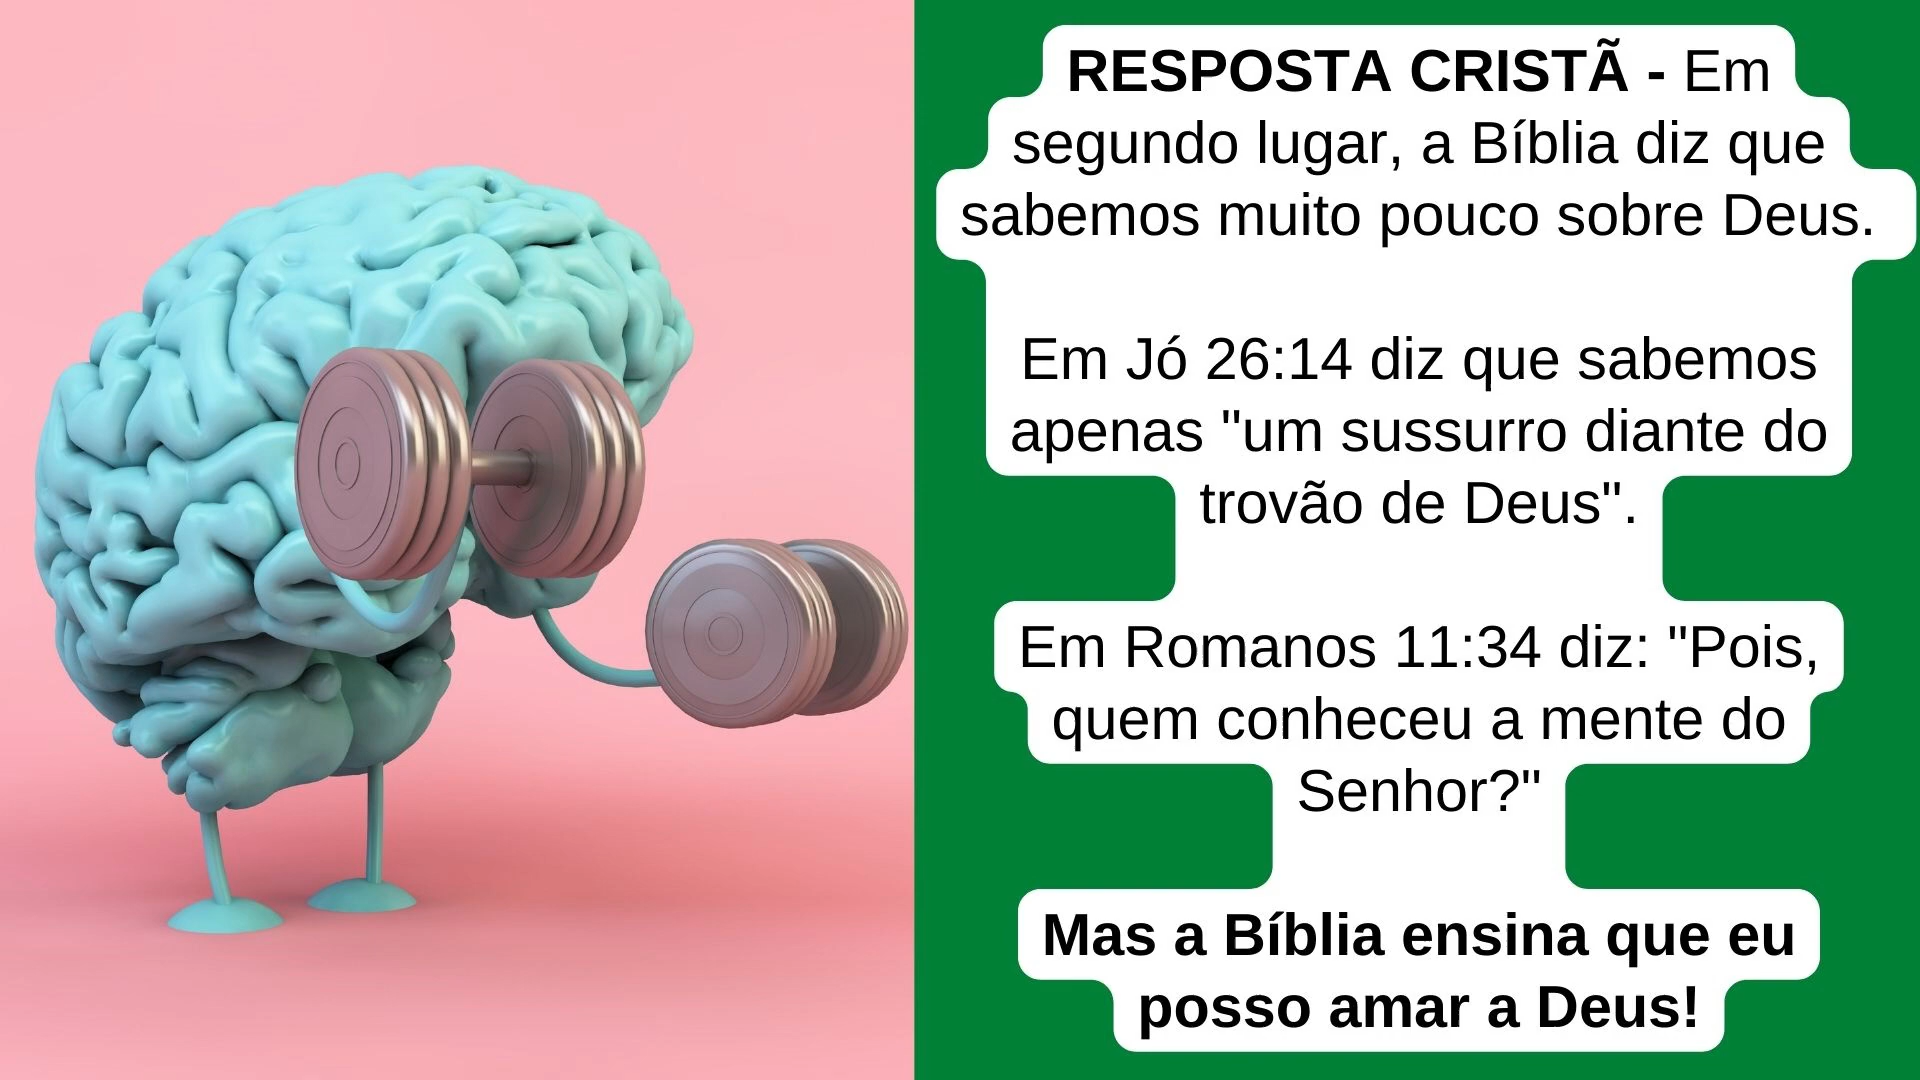 RESPOSTA CRISTÃ - Em
segundo lugar, a Bíblia diz que
sabemos muito pouco sobre Deus.
Em Jó 26:14 diz que sabemos
apenas "um sussurro diante do
trovão de Deus".
Em Romanos 11:34 diz: "Pois,
quem conheceu a mente do
Senhor?"
Mas a Bíblia ensina que eu
posso amar a Deus!